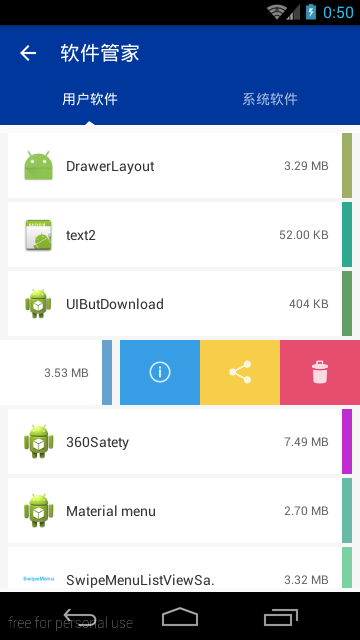 0:50
软件管家
用户软件 系统软件
DrawerLayout 3.29 MB
text2 52.00 KB
UIButDownload 404 KB
3.53 MB
360Satety 7.49 MB
Material menu 2.70 MB
SwipeMenu SwipeMenuListViewSa. 3.32 MB
free for personal use